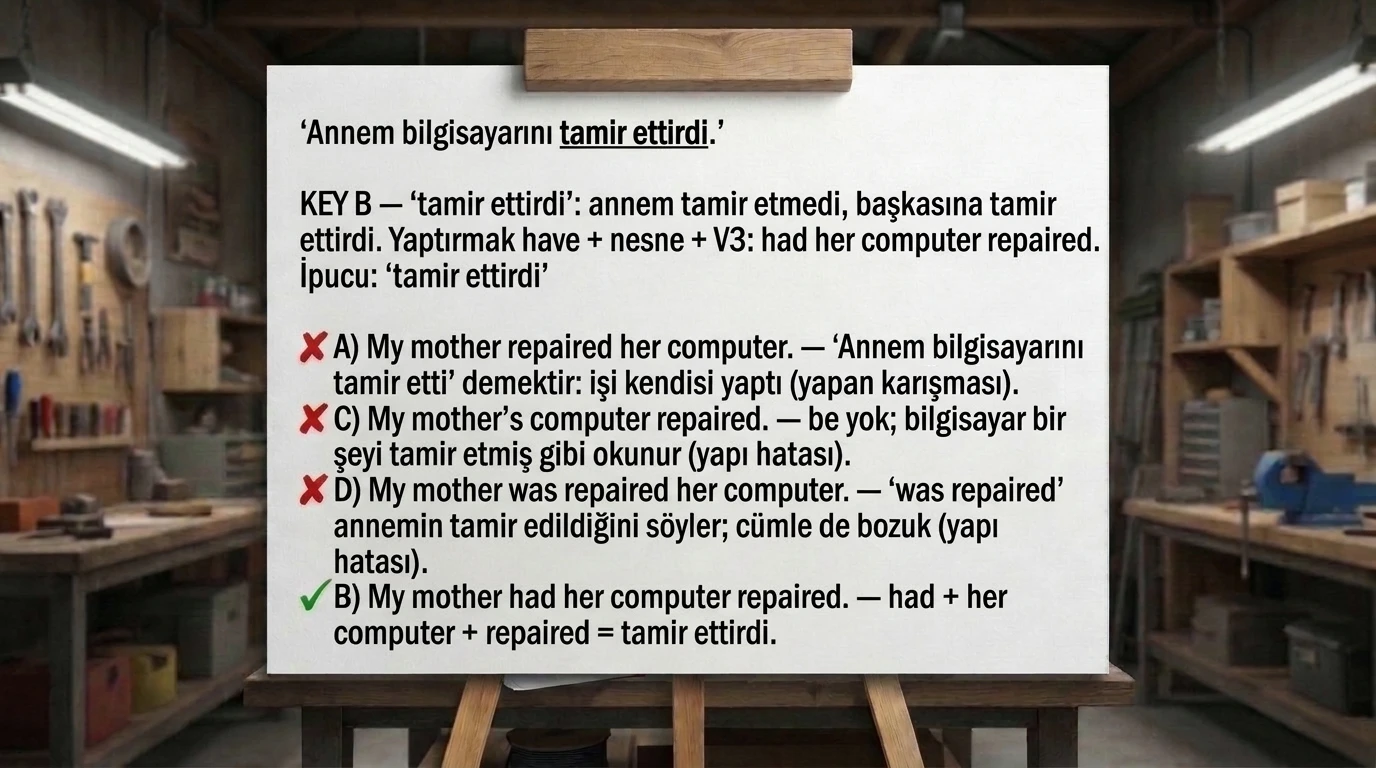 ‘Annem bilgisayarını tamir ettirdi.’
KEY B — ‘tamir ettirdi’: annem tamir etmedi, başkasına tamir
ettirdi. Yaptırmak have + nesne + V3: had her computer repaired.
İpucu: ‘tamir ettirdi’
✘ A) My mother repaired her computer. — ‘Annem bilgisayarını
tamir etti’ demektir: işi kendisi yaptı (yapan karışması).
✘ C) My mother’s computer repaired. — be yok; bilgisayar bir
şeyi tamir etmiş gibi okunur (yapı hatası).
✘ D) My mother was repaired her computer. — ‘was repaired’
annemin tamir edildiğini söyler; cümle de bozuk (yapı
hatası).
✓ B) My mother had her computer repaired. — had + her
computer + repaired = tamir ettirdi.